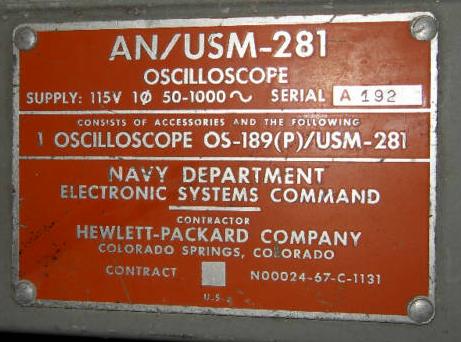 AN/USM-281
OSCILLOSCOPE
SUPPLY: 115V 1Ø 50-1000 ~ SERIAL A 192
CONSISTS OF ACCESSORIES AND THE FOLLOWING
1 OSCILLOSCOPE OS-189(P)/USM-281
NAVY DEPARTMENT
ELECTRONIC SYSTEMS COMMAND
CONTRACTOR
HEWLETT-PACKARD COMPANY
COLORADO SPRINGS, COLORADO
CONTRACT N00024-67-C-1131
U.S.